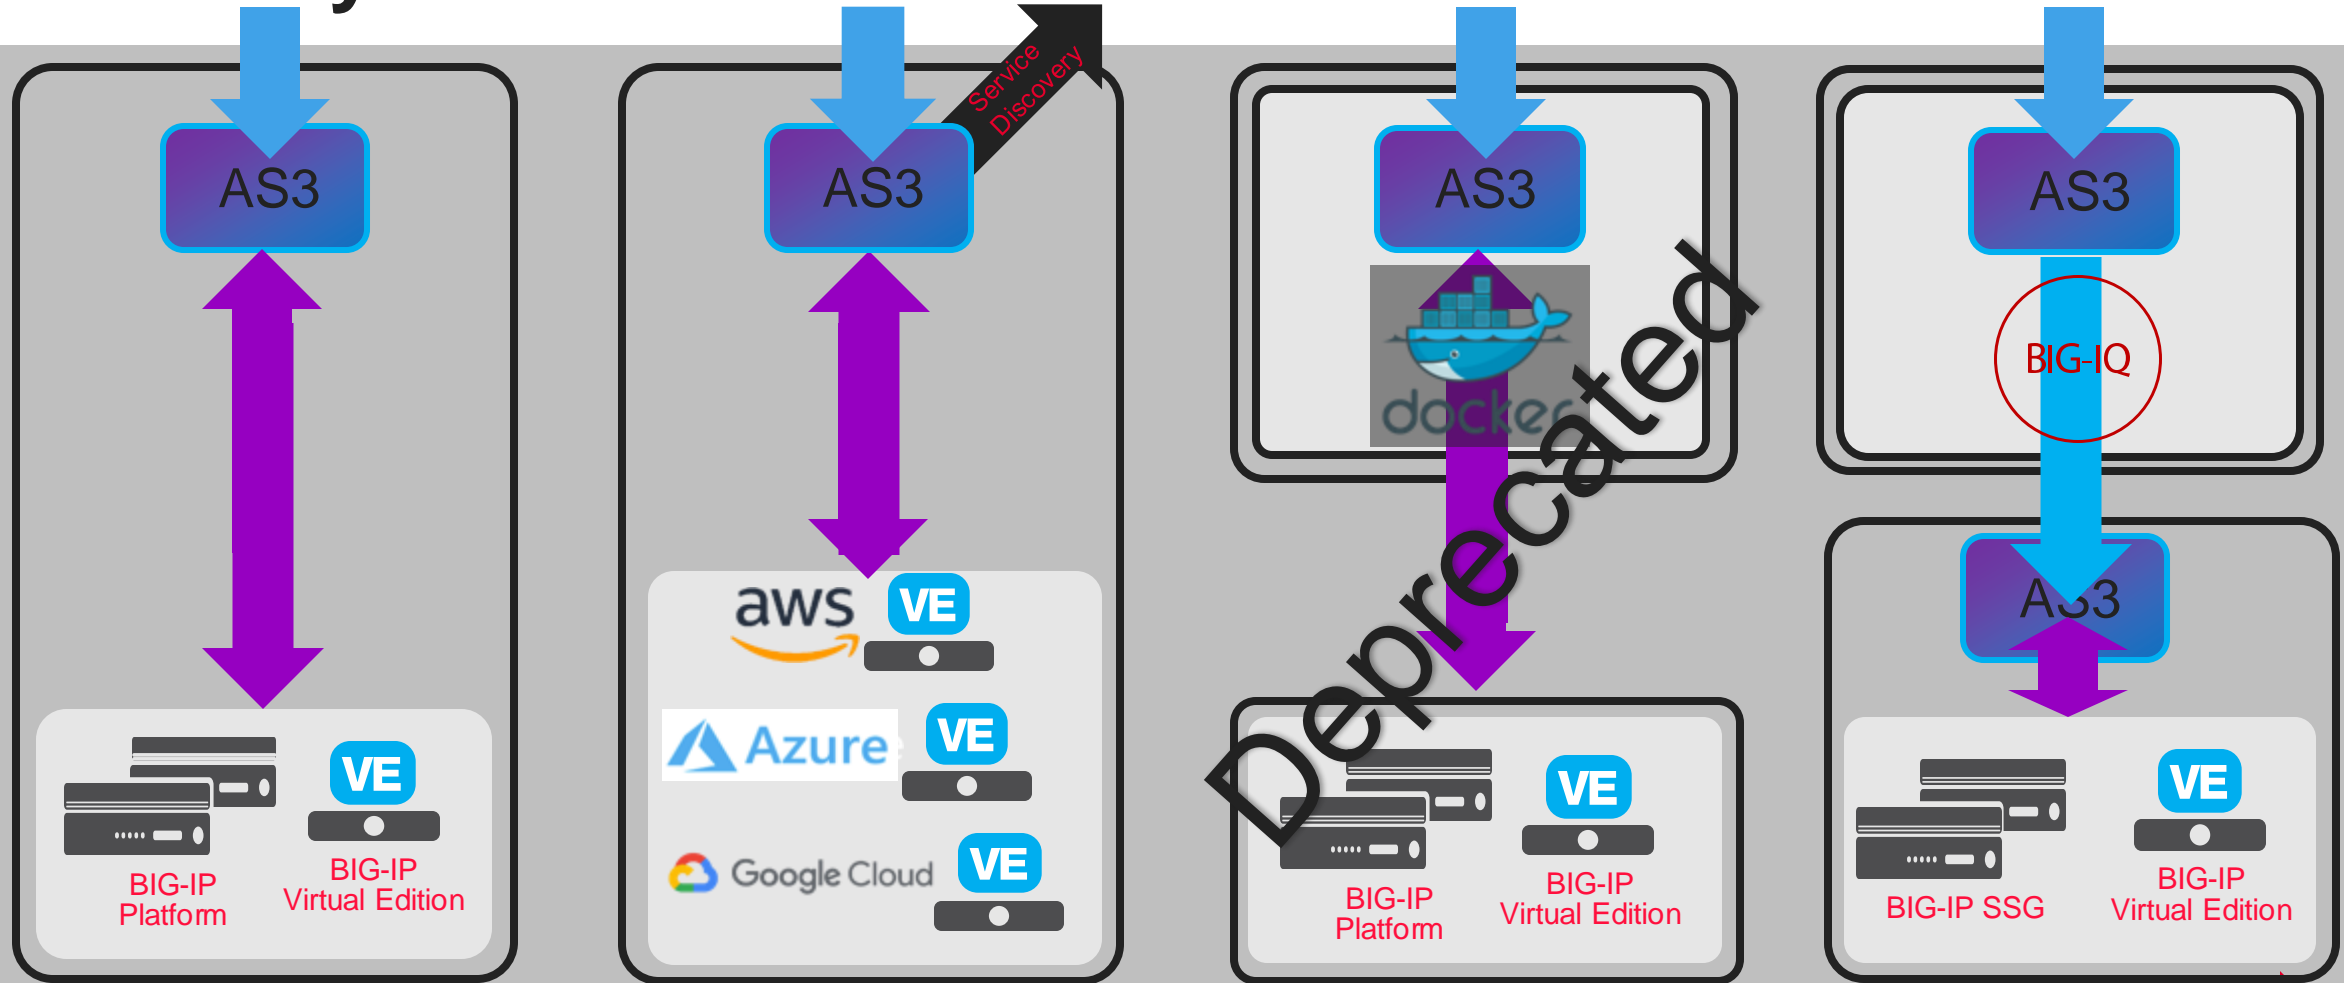 Service
Discovery
AS3
AS3
AS3
AS3
docker
BIG-IQ
Deprecated
AS3
aws
VE
Azure
VE
Google Cloud
VE
VE
BIG-IP
Platform
BIG-IP
Virtual Edition
VE
BIG-IP
Platform
BIG-IP
Virtual Edition
VE
BIG-IP SSG
BIG-IP
Virtual Edition